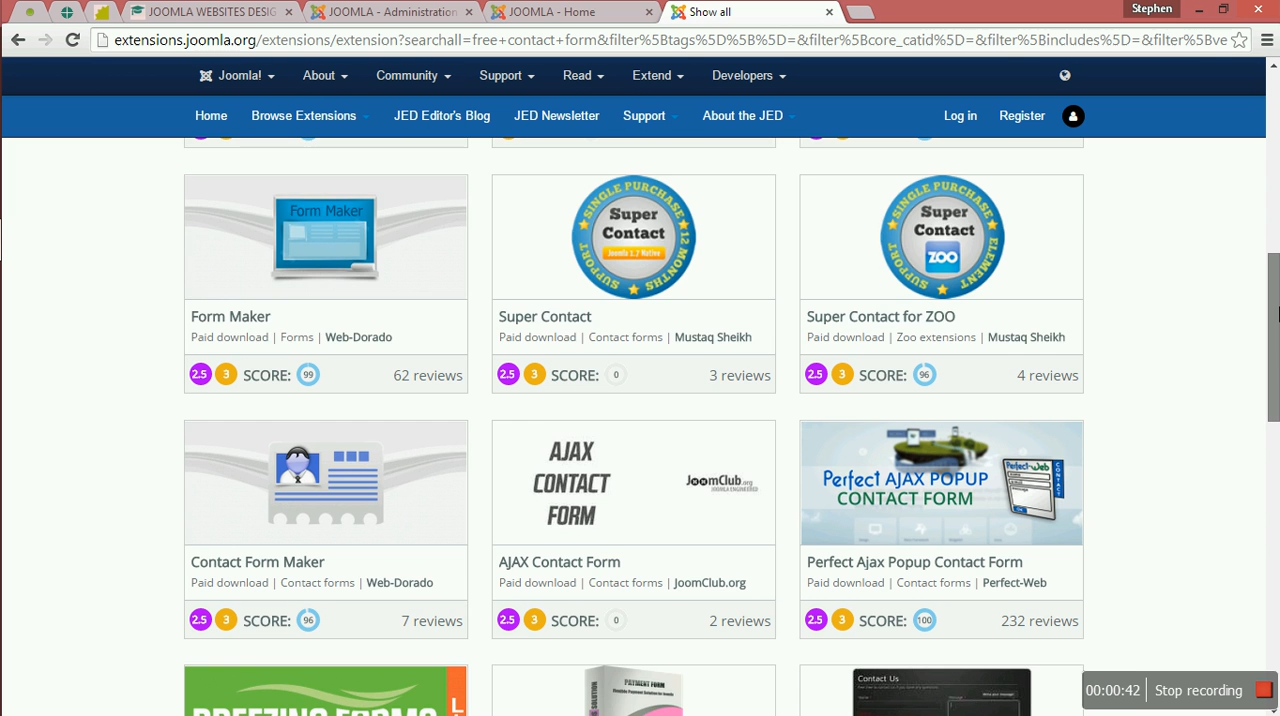 JOOMLA WEBSITES DESIG
JOOMLA - Administration
JOOMLA - Home
Show all
Stephen
extensions.joomla.org/extensions/extension?searchall=free+contact+form&filter%5Btags%5D%5B%5D=&filter%5Bcore_catid%5D=&filter%5Bincludes%5D=&filter%5Bve
Joomla! About Community Support Read Extend Developers
Home Browse Extensions JED Editor's Blog JED Newsletter Support About the JED Log in Register
Form Maker
SINGLE PURCHASE
Super
Contact
Joomla 1.7 Native
12 MONTHS
SUPPORT
SINGLE PURCHASE
Super
Contact
ZOO
ELEMENT
SUPPORT
Form Maker
Paid download | Forms | Web-Dorado
2.5 3 SCORE: 99 62 reviews
Super Contact
Paid download | Contact forms | Mustaq Sheikh
2.5 3 SCORE: 0 3 reviews
Super Contact for ZOO
Paid download | Zoo extensions | Mustaq Sheikh
2.5 3 SCORE: 96 4 reviews
AJAX
CONTACT
FORM
JoomClub.org
Perfect AJAX POPUP
CONTACT FORM
Perfect-Web
CONTACT
Contact Form Maker
Paid download | Contact forms | Web-Dorado
2.5 3 SCORE: 96 7 reviews
AJAX Contact Form
Paid download | Contact forms | JoomClub.org
2.5 3 SCORE: 0 2 reviews
Perfect Ajax Popup Contact Form
Paid download | Contact forms | Perfect-Web
2.5 3 SCORE: 100 232 reviews
PAYMENT FORM
Contact Us
00:00:42 Stop recording